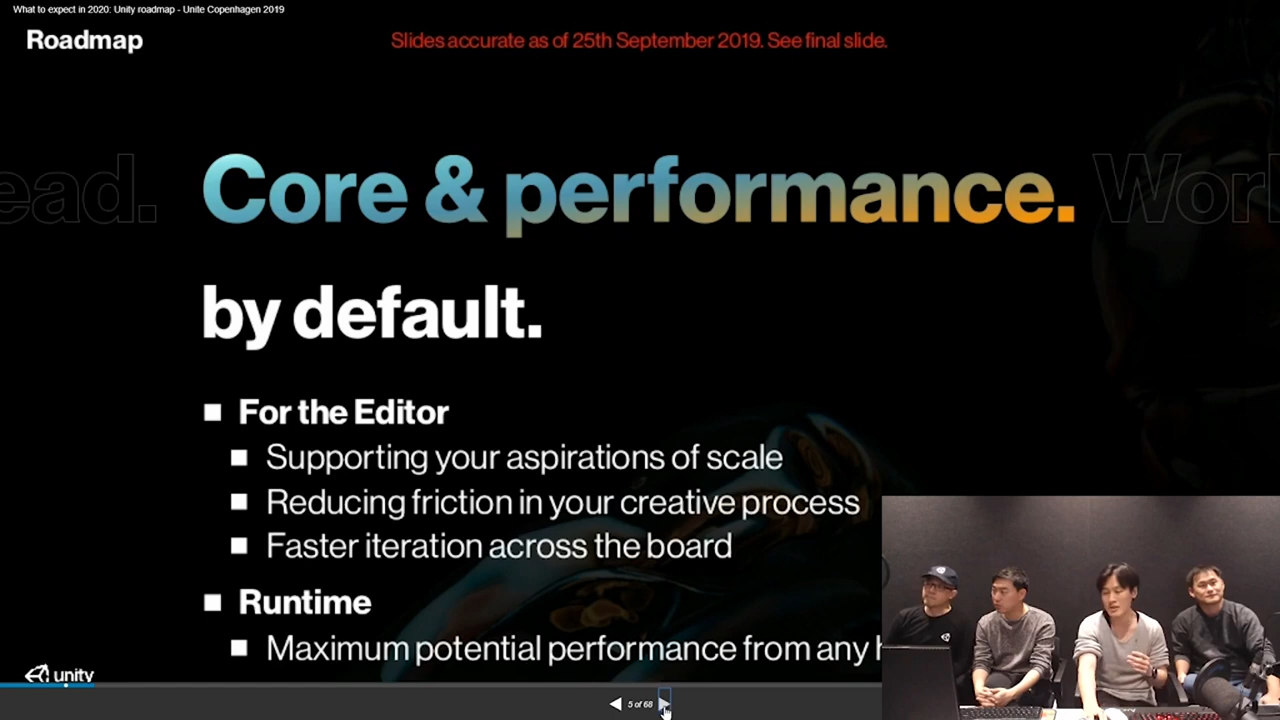 What to expect in 2020: Unity roadmap - Unite Copenhagen 2019
Roadmap
Slides accurate as of 25th September 2019. See final slide.
ead. Core & performance. Wor
by default.
For the Editor
Supporting your aspirations of scale
Reducing friction in your creative process
Faster iteration across the board
Runtime
Maximum potential performance from any
unity
5 of 68